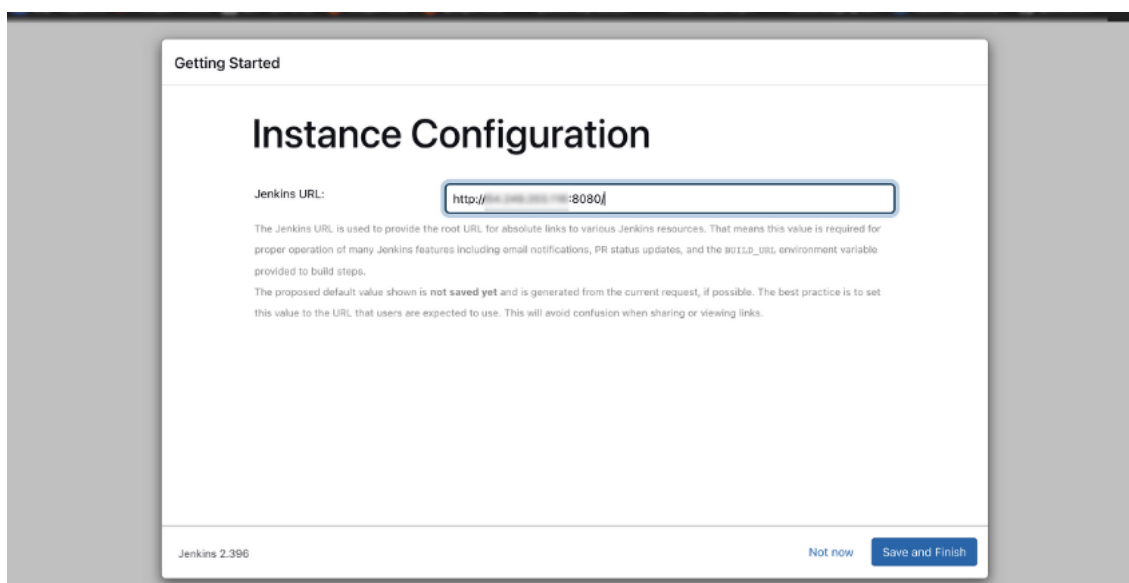 Getting Started
Instance Configuration
Jenkins URL:
http:// :8080/
The Jenkins URL is used to provide the root URL for absolute links to various Jenkins resources. That means this value is required for
proper operation of many Jenkins features including email notifications, PR status updates, and the BUILD_URL environment variable
provided to build steps.
The proposed default value shown is not saved yet and is generated from the current request, if possible. The best practice is to set
this value to the URL that users are expected to use. This will avoid confusion when sharing or viewing links.
Jenkins 2.396
Not now
Save and Finish